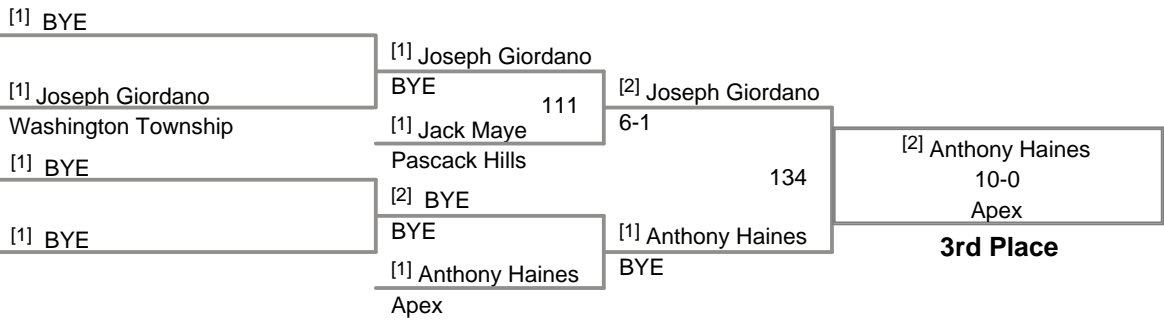 [1] BYE
[1] Joseph Giordano
Washington Township
[1] BYE
[1] BYE
[1] Joseph Giordano
BYE
111
[1] Jack Maye
Pascack Hills
[2] BYE
BYE
[1] Anthony Haines
Apex
[2] Joseph Giordano
6-1
134
[1] Anthony Haines
BYE
[2] Anthony Haines
10-0
Apex
3rd Place